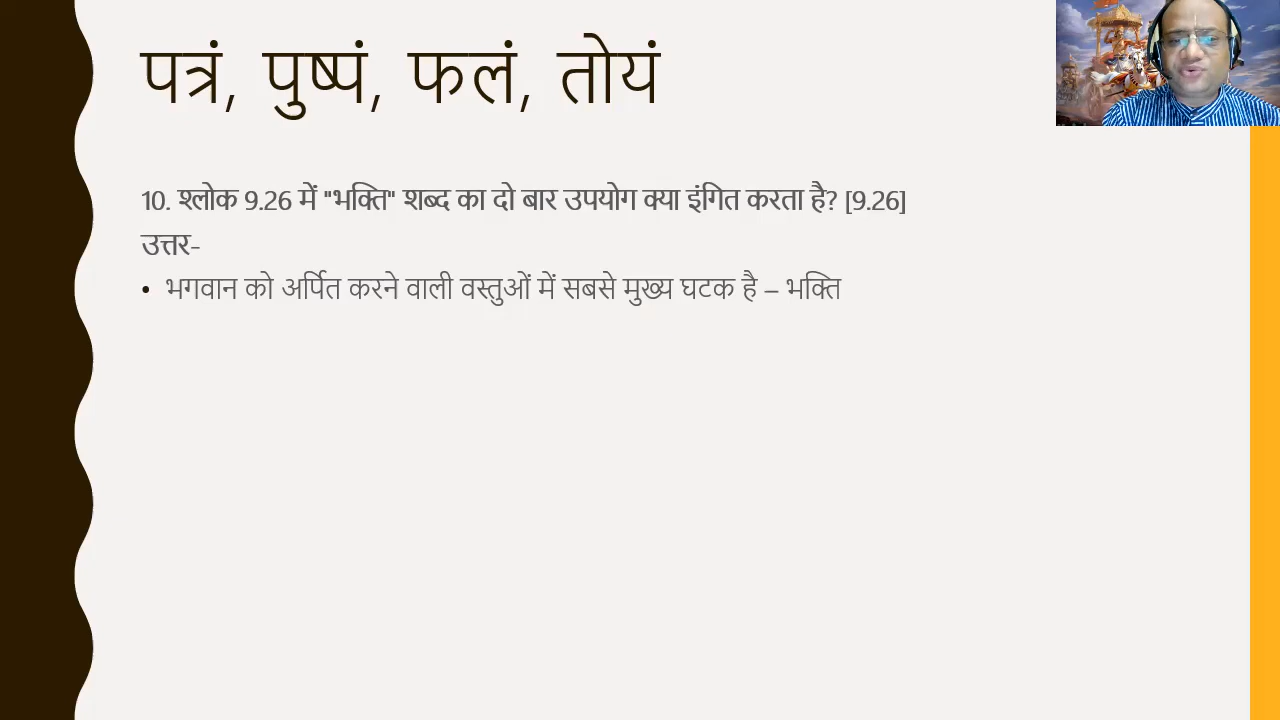 पत्रं, पुष्पं, फलं, तोयं
10. श्लोक 9.26 में "भक्ति" शब्द का दो बार उपयोग क्या इंगित करता है? [9.26]
उत्तर-
• भगवान को अर्पित करने वाली वस्तुओं में सबसे मुख्य घटक है – भक्ति